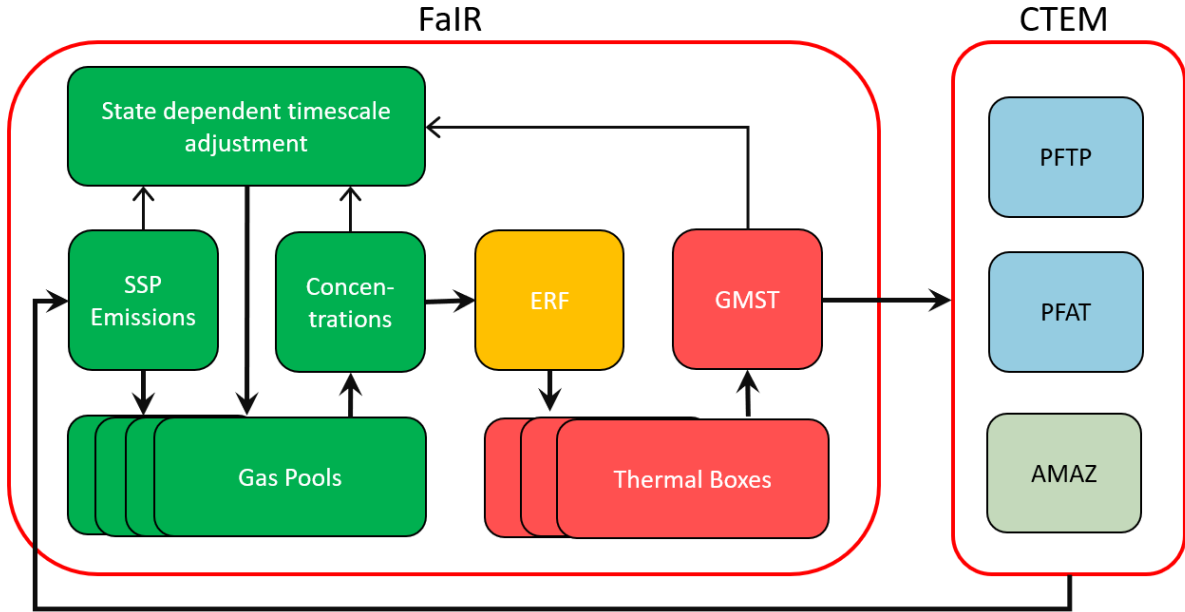 FaIR
CTEM
State dependent timescale
adjustment
SSP
Emissions
Concen-
trations
ERF
GMST
Gas Pools
Thermal Boxes
PFTP
PFAT
AMAZ